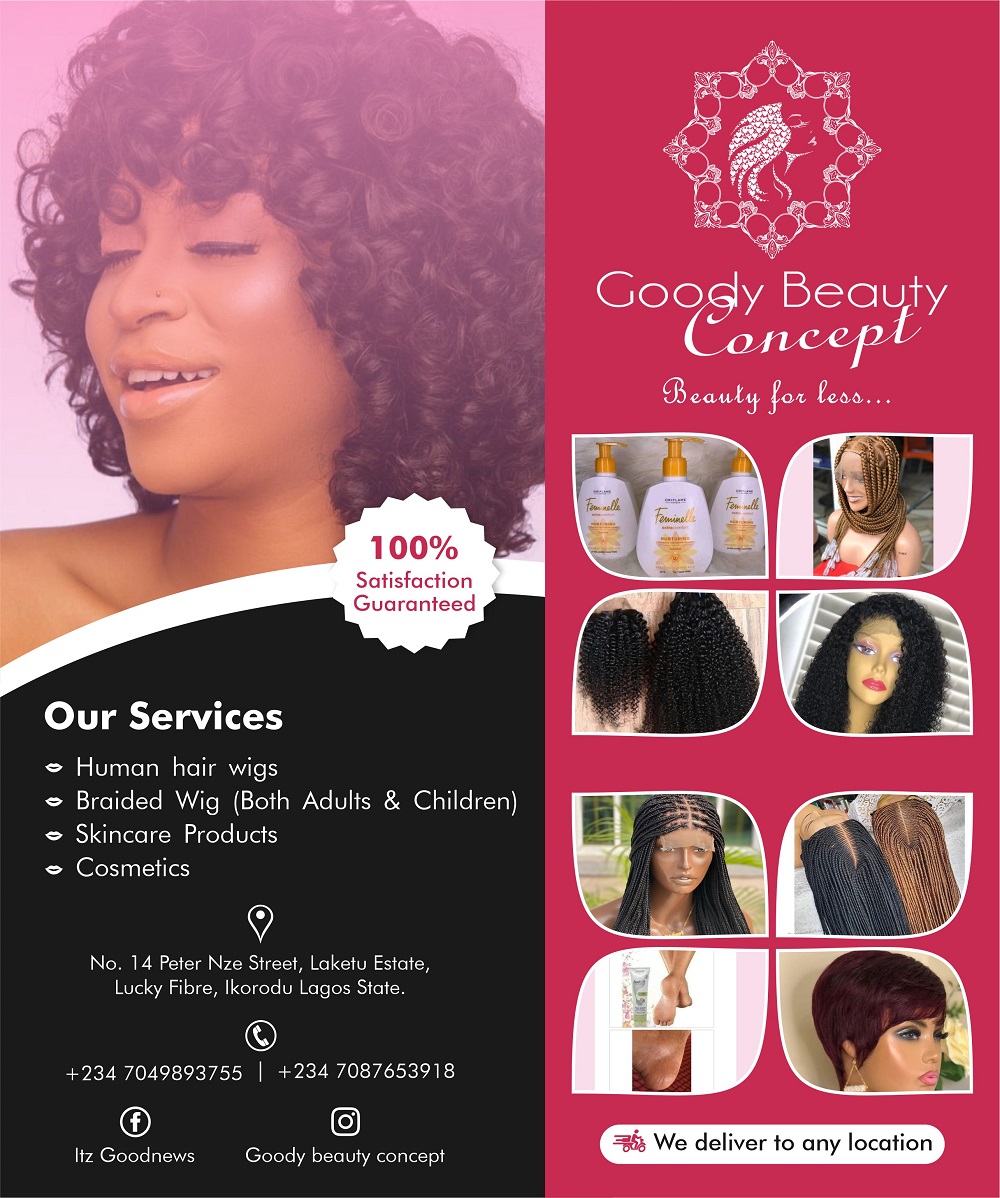 Goody Beauty
Concept
Beauty for less...
100%
Satisfaction
Guaranteed
Our Services
Human hair wigs
Braided Wig (Both Adults & Children)
Skincare Products
Cosmetics
No. 14 Peter Nze Street, Laketu Estate,
Lucky Fibre, Ikorodu Lagos State.
+234 7049893755 | +234 7087653918
Itz Goodnews
Goody beauty concept
ORIFLAME
Feminelle
ORIFLAME
Feminelle
ORIFLAME
Feminelle
We deliver to any location